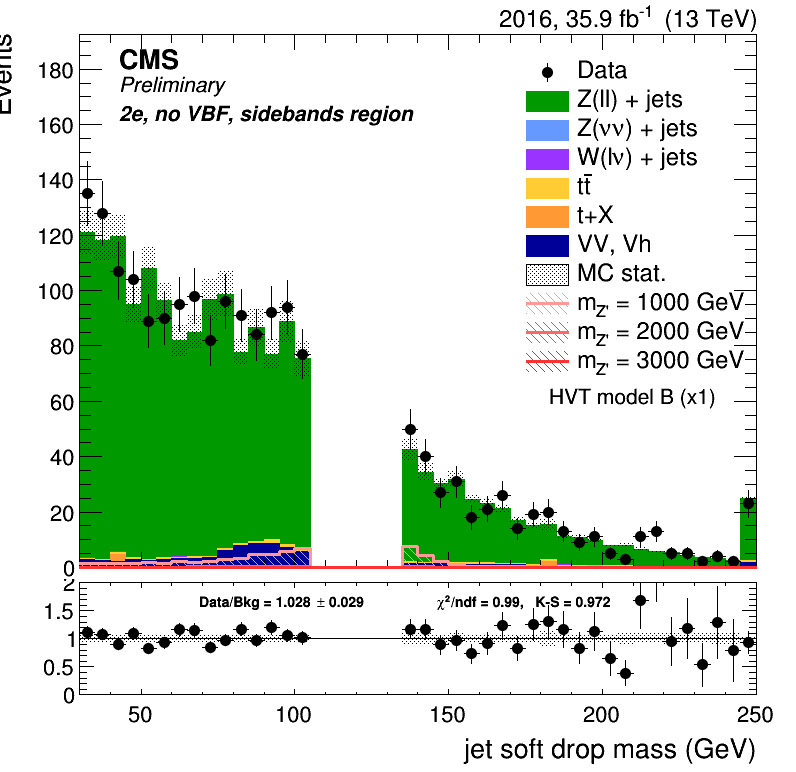 2016, 35.9 fb⁻¹ (13 TeV)
Events
CMS
Preliminary
2e, no VBF, sidebands region
Data
Z(ll) + jets
Z(νν) + jets
W(lν) + jets
tt̄
t+X
VV, Vh
MC stat.
m_Z' = 1000 GeV
m_Z' = 2000 GeV
m_Z' = 3000 GeV
HVT model B (x1)
180
160
140
120
100
80
60
40
20
0
Data/Bkg = 1.028 ± 0.029
χ²/ndf = 0.99, K-S = 0.972
2
1.5
1
0.5
0
50 100 150 200 250
jet soft drop mass (GeV)